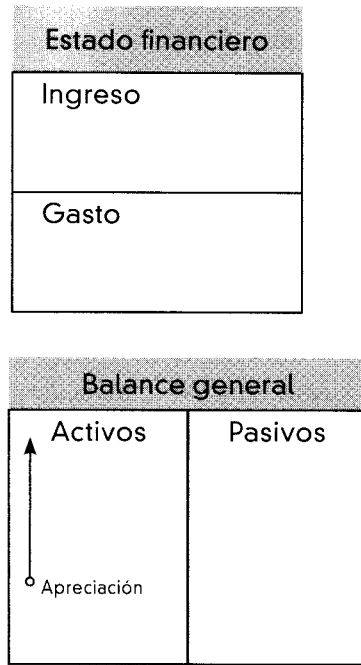 Estado financiero
Ingreso
Gasto
Balance general
Activos Pasivos
Apreciación